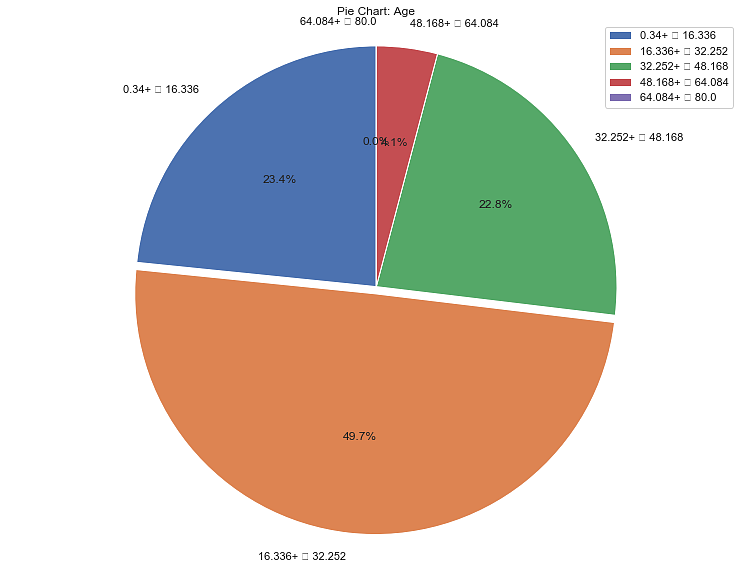 Pie Chart: Age
64.084+ □ 80.0
48.168+ □ 64.084
0.34+ □ 16.336
16.336+ □ 32.252
32.252+ □ 48.168
48.168+ □ 64.084
64.084+ □ 80.0
0.34+ □ 16.336
32.252+ □ 48.168
0.0%
4.1%
23.4%
22.8%
49.7%
16.336+ □ 32.252